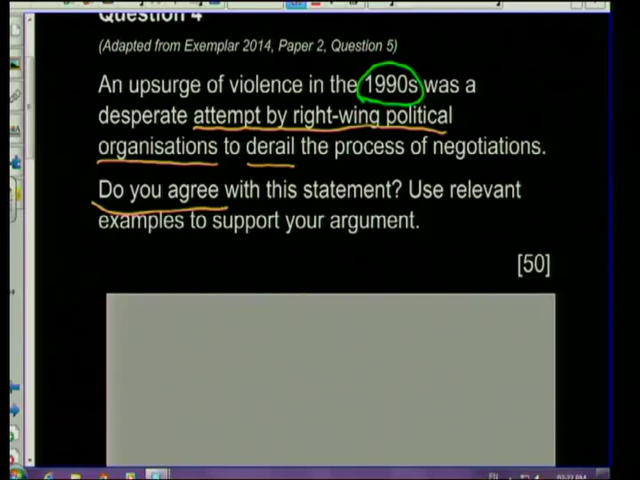 Question 4
(Adapted from Exemplar 2014, Paper 2, Question 5)
An upsurge of violence in the 1990s was a
desperate attempt by right-wing political
organisations to derail the process of negotiations.
Do you agree with this statement? Use relevant
examples to support your argument.
[50]
EN